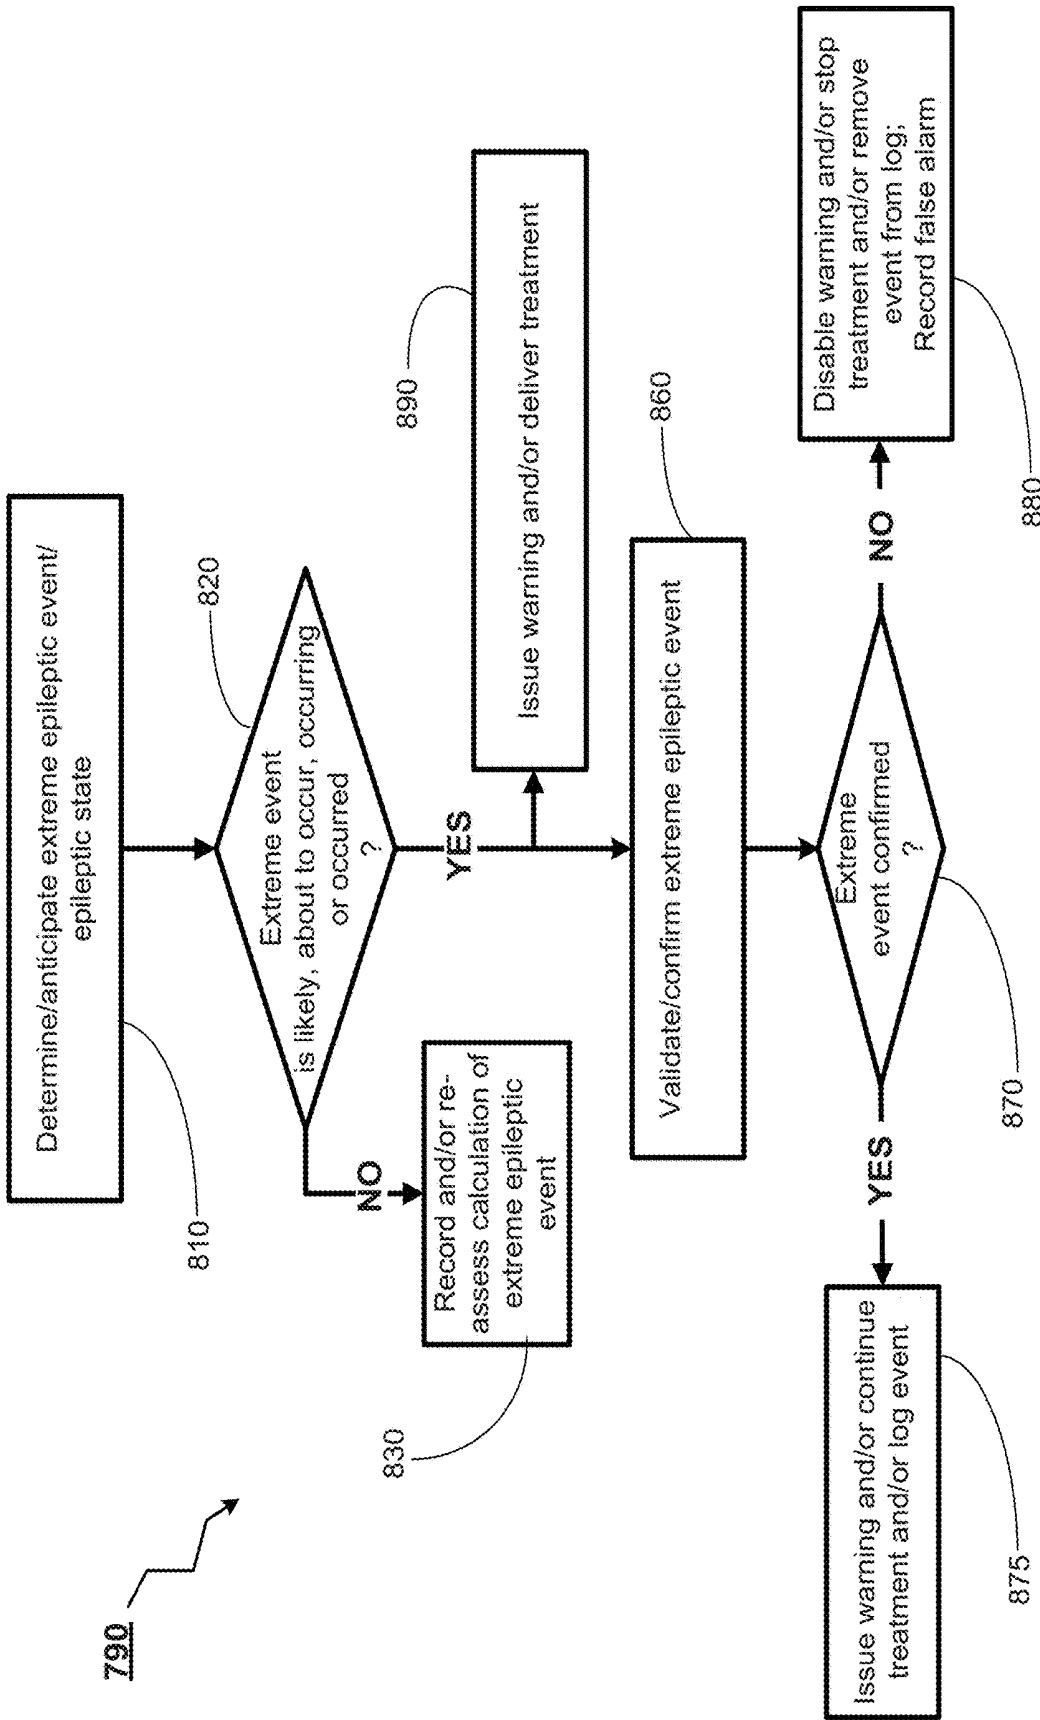 790
810
Determine/anticipate extreme epileptic event/
epileptic state
820
Extreme event
is likely, about to occur, occurring
or occurred
?
NO
830
Record and/or re-
assess calculation of
extreme epileptic
event
YES
890
Issue warning and/or deliver treatment
860
Validate/confirm extreme epileptic event
870
Extreme
event confirmed
?
YES
875
Issue warning and/or continue
treatment and/or log event
NO
880
Disable warning and/or stop
treatment and/or remove
event from log;
Record false alarm